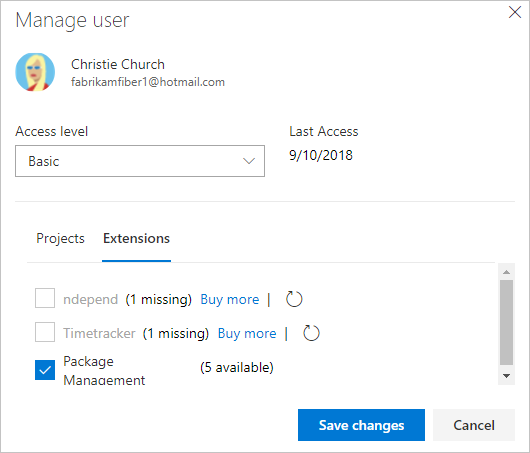 Manage user
Christie Church
fabrikamfiber1@hotmail.com
Access level
Last Access
Basic
9/10/2018
Projects
Extensions
ndepend (1 missing) Buy more |
Timetracker (1 missing) Buy more |
Package
Management
(5 available)
Save changes
Cancel